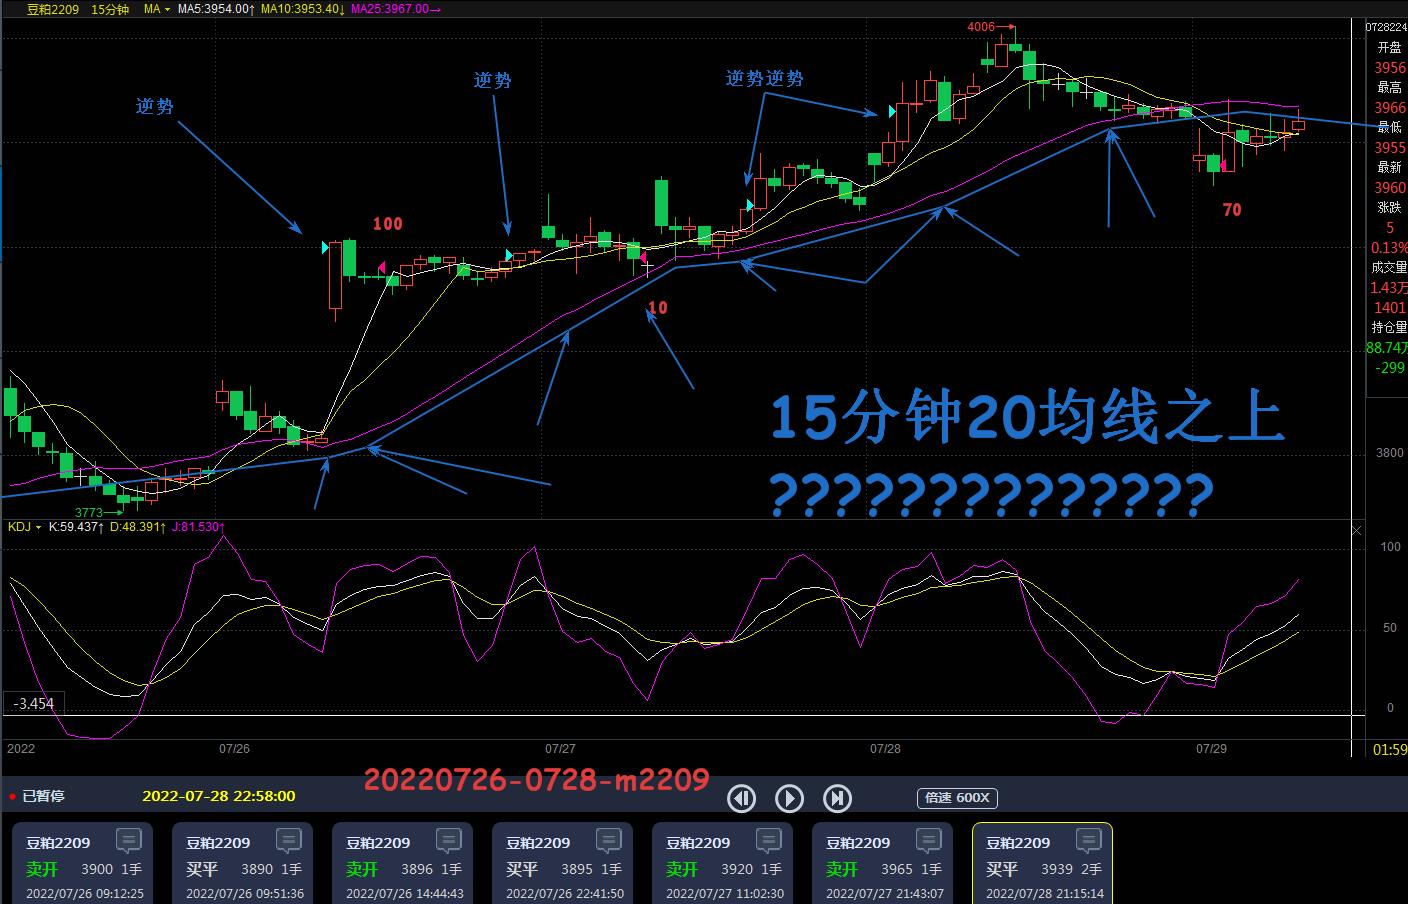 豆粕2209 15分钟 MA MA5:3954.00↑ MA10:3953.40↓ MA25:3967.00→
4006→
0728224
开盘
3956
最高
3966
最低
3955
最新
3960
涨跌
5
0.13%
成交量
1.43万
1401
持仓量
88.74万
-299
逆势
逆势
逆势逆势
100
10
70
15分钟20均线之上
??????????????
3800
3773→
KDJ K:59.437↑ D:48.391↑ J:81.530↑
100
50
0
-3.454
2022 07/26 07/27 07/28 07/29 01:59
20220726-0728-m2209
已暂停 2022-07-28 22:58:00 倍速 600X
豆粕2209
卖开 3900 1手
2022/07/26 09:12:25
豆粕2209
买平 3890 1手
2022/07/26 09:51:36
豆粕2209
卖开 3896 1手
2022/07/26 14:44:43
豆粕2209
买平 3895 1手
2022/07/26 22:41:50
豆粕2209
卖开 3920 1手
2022/07/27 11:02:30
豆粕2209
卖开 3965 1手
2022/07/27 21:43:07
豆粕2209
买平 3939 2手
2022/07/28 21:15:14